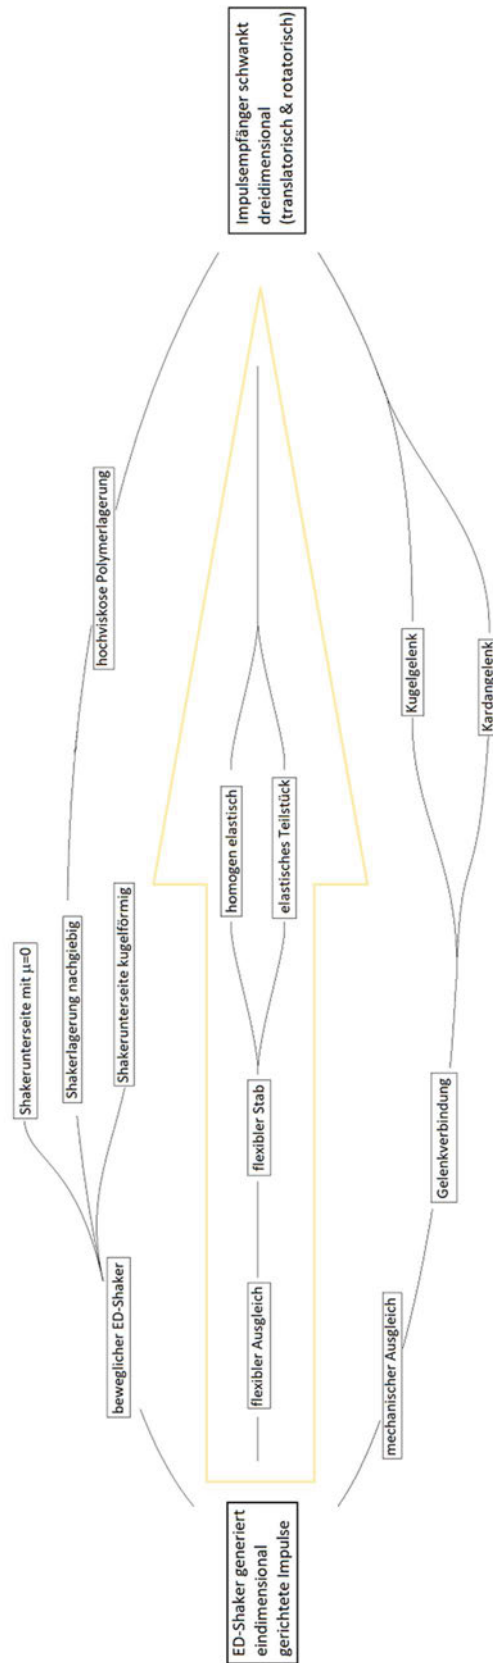 ED-Shaker generiert
eindimensional
gerichtete Impulse
beweglicher ED-Shaker
Shakerunterseite mit µ=0
Shakerlagerung nachgiebig
Shakerunterseite kugelförmig
hochviskose Polymerlagerung
flexibler Ausgleich
flexibler Stab
homogen elastisch
elastisches Teilstück
mechanischer Ausgleich
Gelenkverbindung
Kugelgelenk
Kardangelenk
Impulsempfänger schwankt
dreidimensional
(translatorisch & rotatorisch)